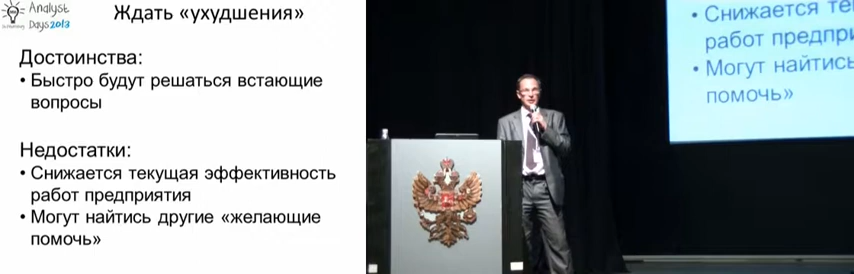 Analyst
Days 2013
Ждать «ухудшения»
Достоинства:
• Быстро будут решаться встающие
вопросы
Недостатки:
• Снижается текущая эффективность
работ предприятия
• Могут найтись другие «желающие
помочь»
• Снижается те
работ предпри
• Могут найтись
помочь»